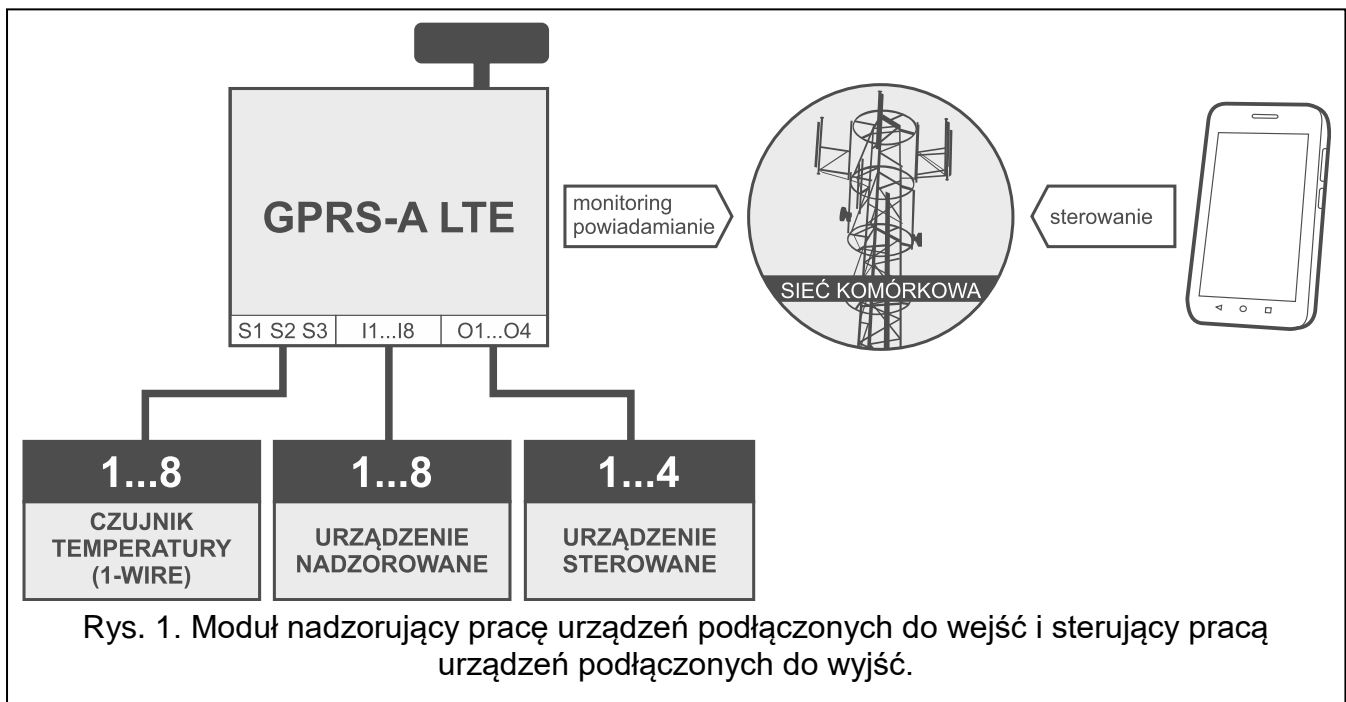 GPRS-A LTE
monitoring
powiadamianie
SIEĆ KOMÓRKOWA
sterowanie
S1 S2 S3 I1...I8 O1...O4
1...8
CZUJNIK
TEMPERATURY
(1-WIRE)
1...8
URZĄDZENIE
NADZOROWANE
1...4
URZĄDZENIE
STEROWANE
Rys. 1. Moduł nadzorujący pracę urządzeń podłączonych do wejść i sterujący pracą
urządzeń podłączonych do wyjść.